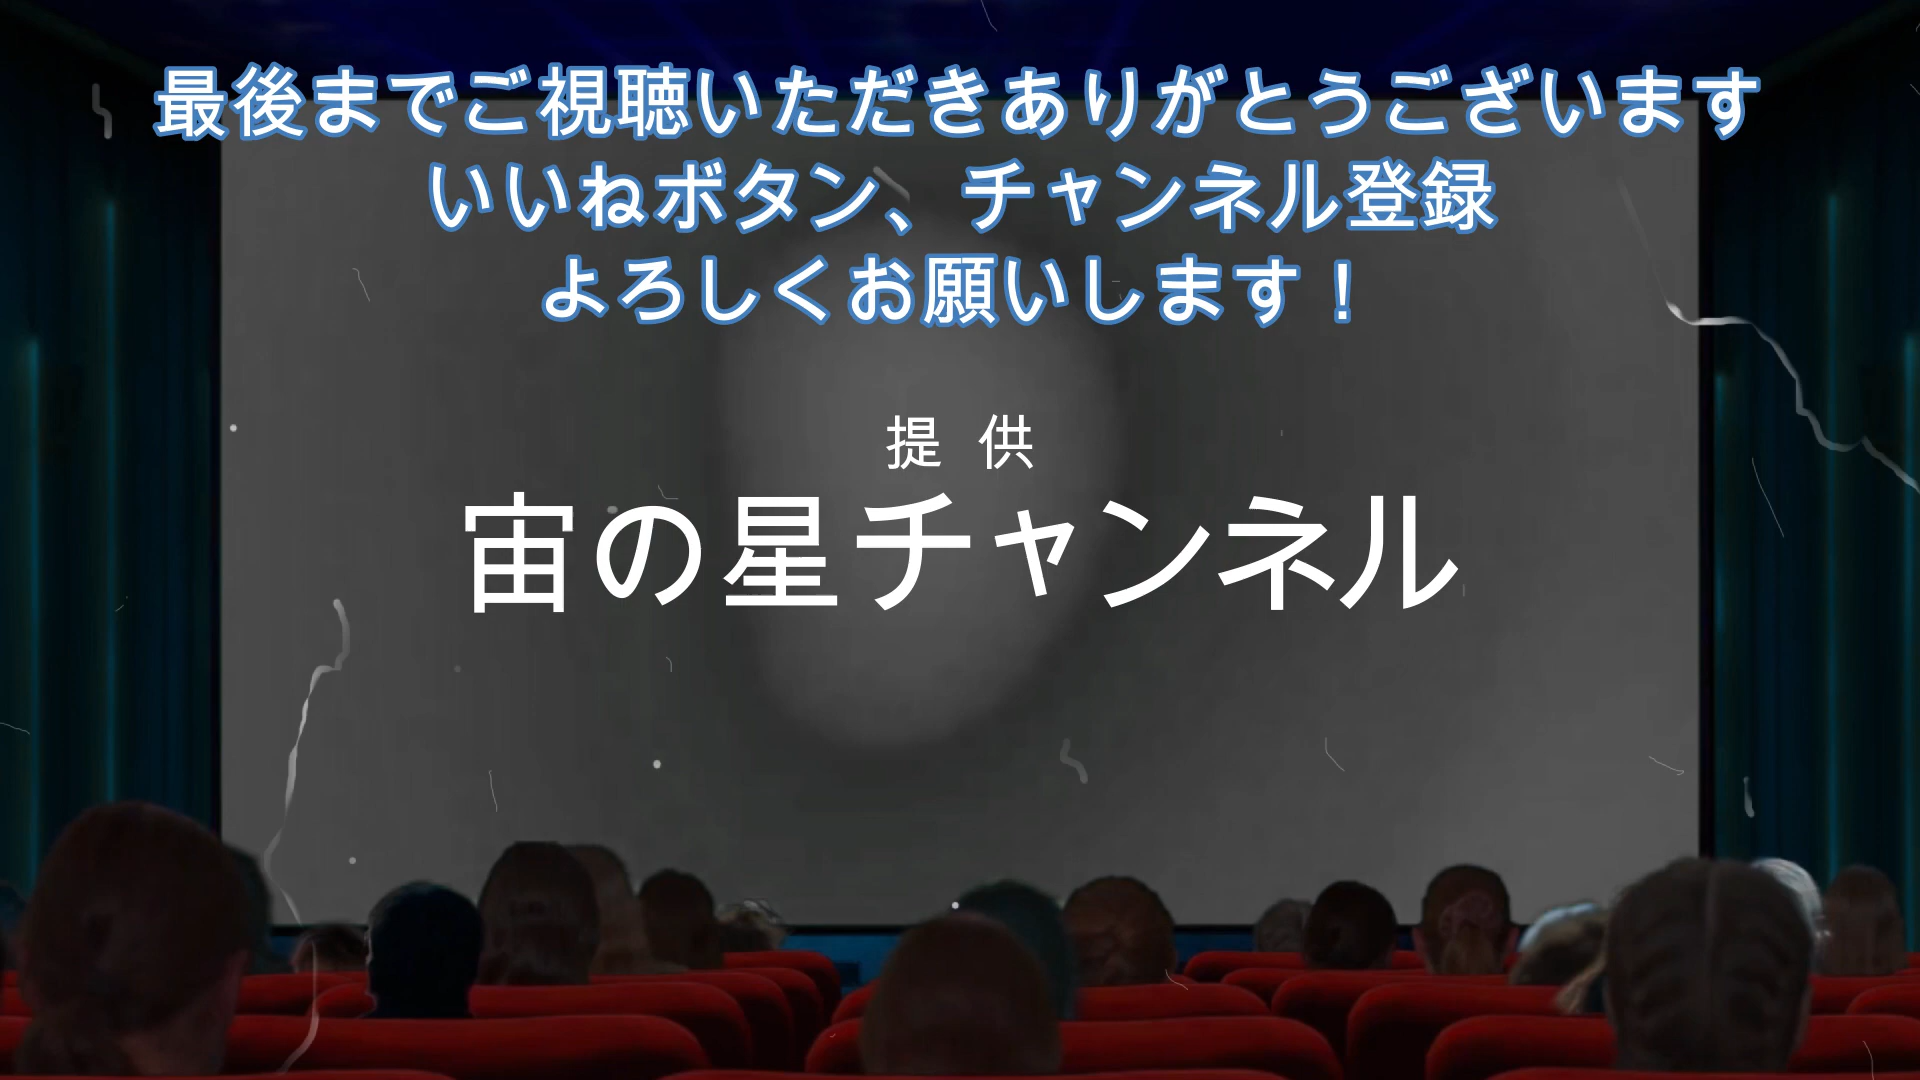 最後までご視聴いただきありがとうございます
いいねボタン、チャンネル登録
よろしくお願いします！
提 供
宙の星チャンネル